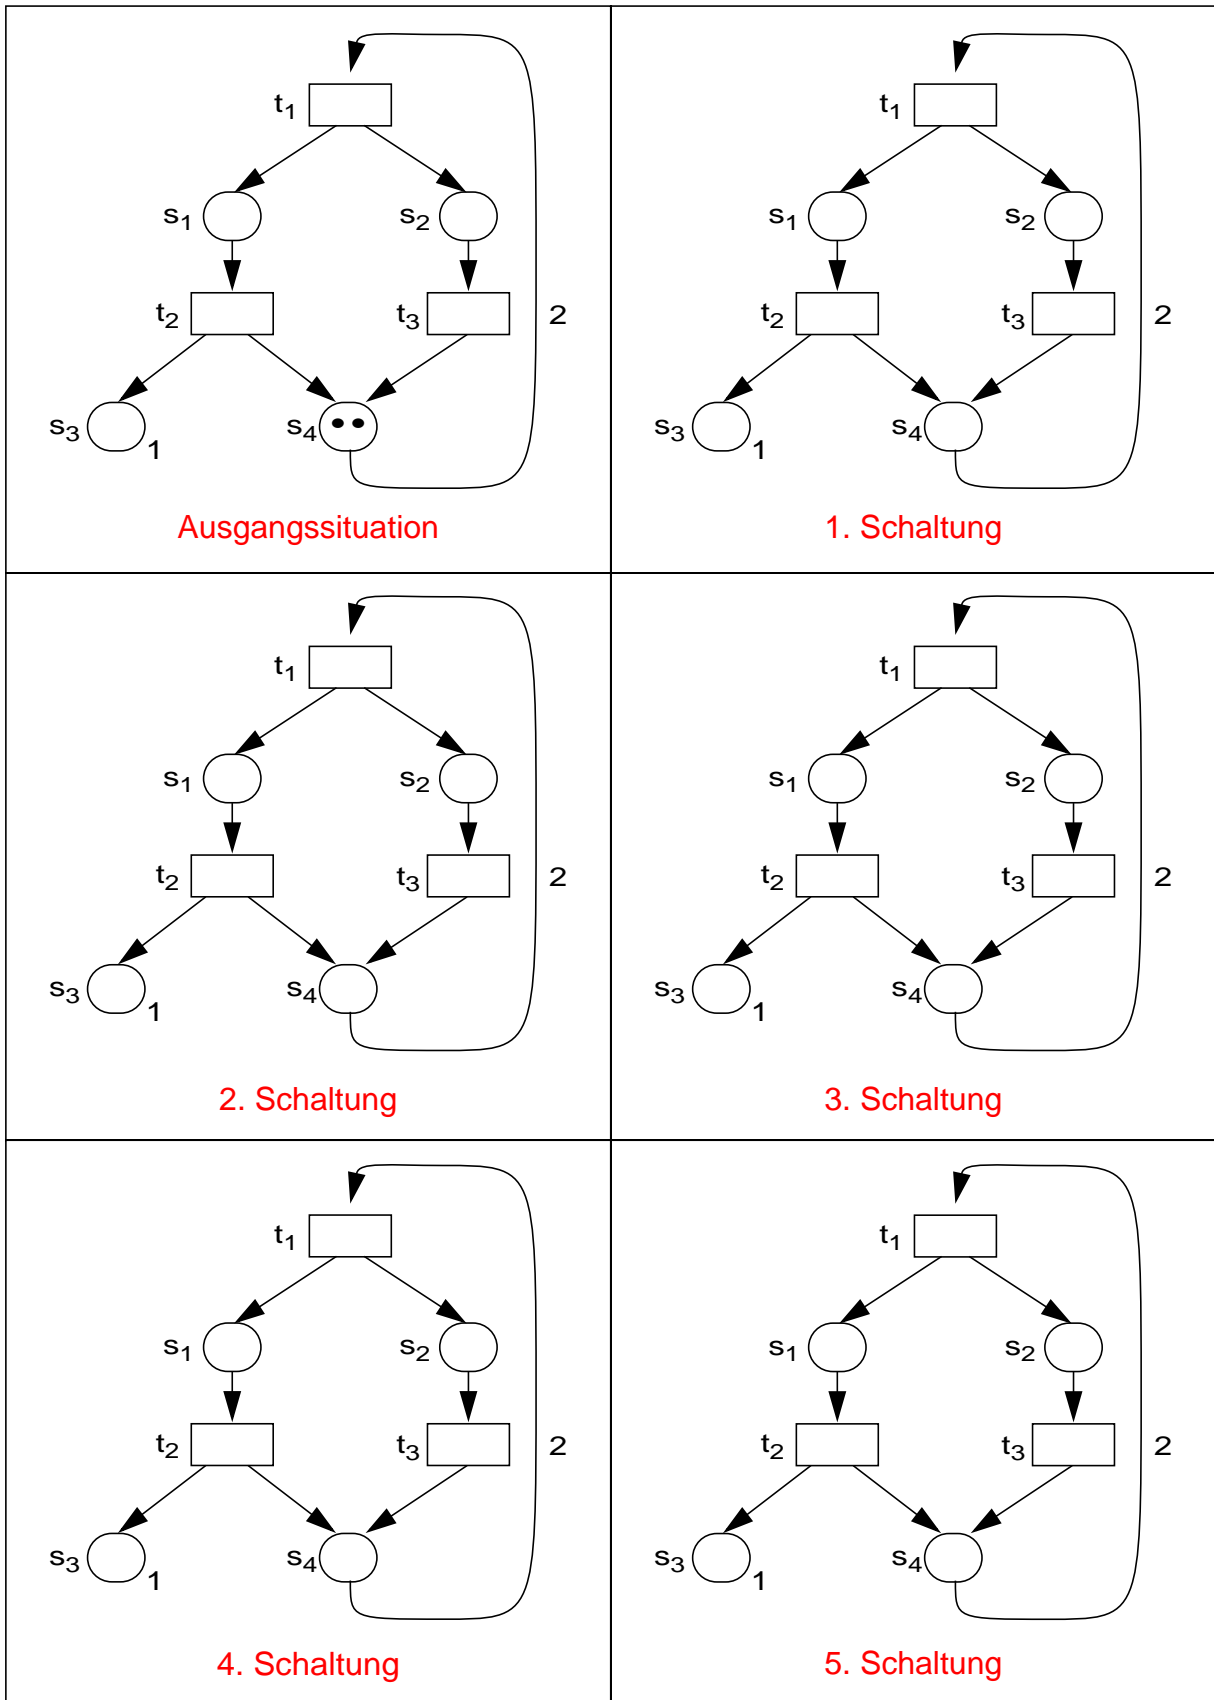 t1
s1
s2
t2
t3
2
s3
s4
1
Ausgangssituation
t1
s1
s2
t2
t3
2
s3
s4
1
1. Schaltung
t1
s1
s2
t2
t3
2
s3
s4
1
2. Schaltung
t1
s1
s2
t2
t3
2
s3
s4
1
3. Schaltung
t1
s1
s2
t2
t3
2
s3
s4
1
4. Schaltung
t1
s1
s2
t2
t3
2
s3
s4
1
5. Schaltung